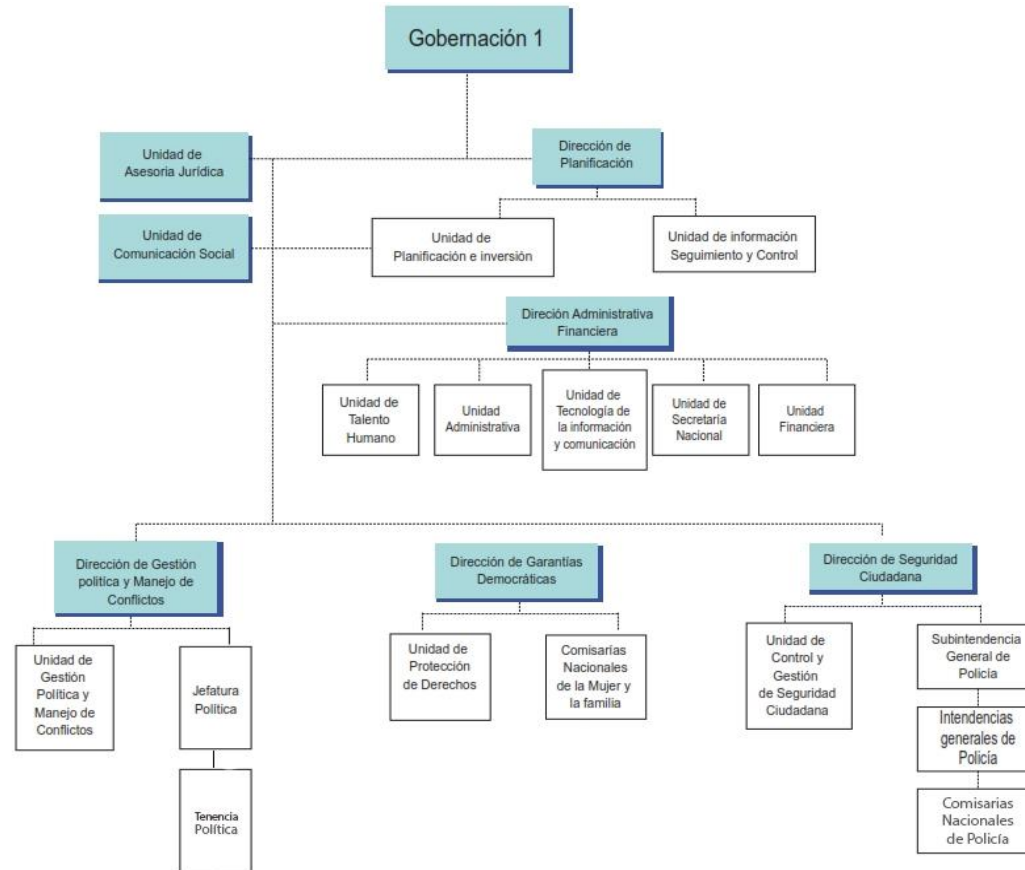 Gobernación 1
Unidad de
Asesoria Jurídica
Dirección de
Planificación
Unidad de
Comunicación Social
Unidad de
Planificación e inversión
Unidad de información
Seguimiento y Control
Direción Administrativa
Financiera
Unidad de
Talento
Humano
Unidad
Administrativa
Unidad de
Tecnología de
la información
y comunicación
Unidad de
Secretaría
Nacional
Unidad
Financiera
Dirección de Gestión
política y Manejo de
Conflictos
Dirección de Garantías
Democráticas
Dirección de Seguridad
Ciudadana
Unidad de
Gestión
Política y
Manejo de
Conflictos
Jefatura
Política
Tenencia
Política
Unidad de
Protección
de Derechos
Comisarías
Nacionales
de la Mujer y
la familia
Unidad de
Control y
Gestión
de Seguridad
Ciudadana
Subintendencia
General de
Policía
Intendencias
generales de
Policía
Comisarias
Nacionales
de Policía